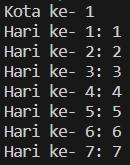 Kota ke- 1
Hari ke- 1: 1
Hari ke- 2: 2
Hari ke- 3: 3
Hari ke- 4: 4
Hari ke- 5: 5
Hari ke- 6: 6
Hari ke- 7: 7